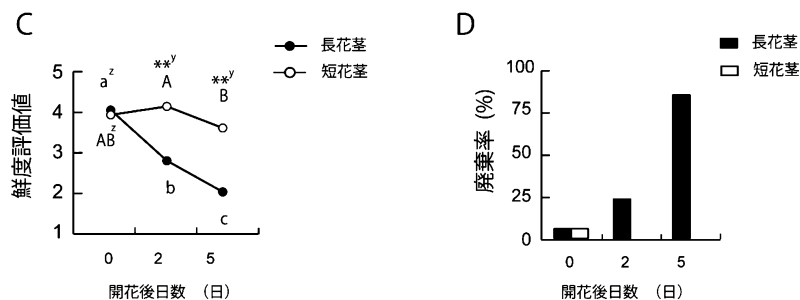 C
長花茎
短花茎
鮮度評価値
5
4
3
2
1
a^z
**^y
A
**^y
B
AB^z
b
c
0 2 5
開花後日数 (日)
D
長花茎
短花茎
廃棄率 (%)
100
75
50
25
0
0 2 5
開花後日数 (日)